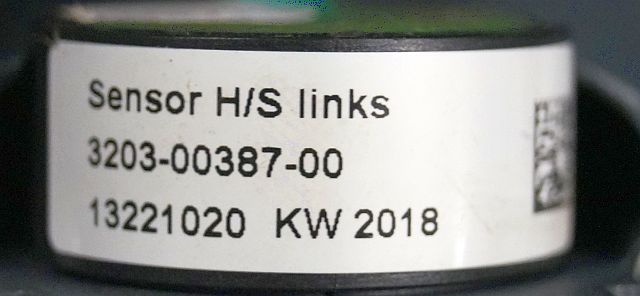 Sensor H/S links
3203-00387-00
13221020 KW 2018